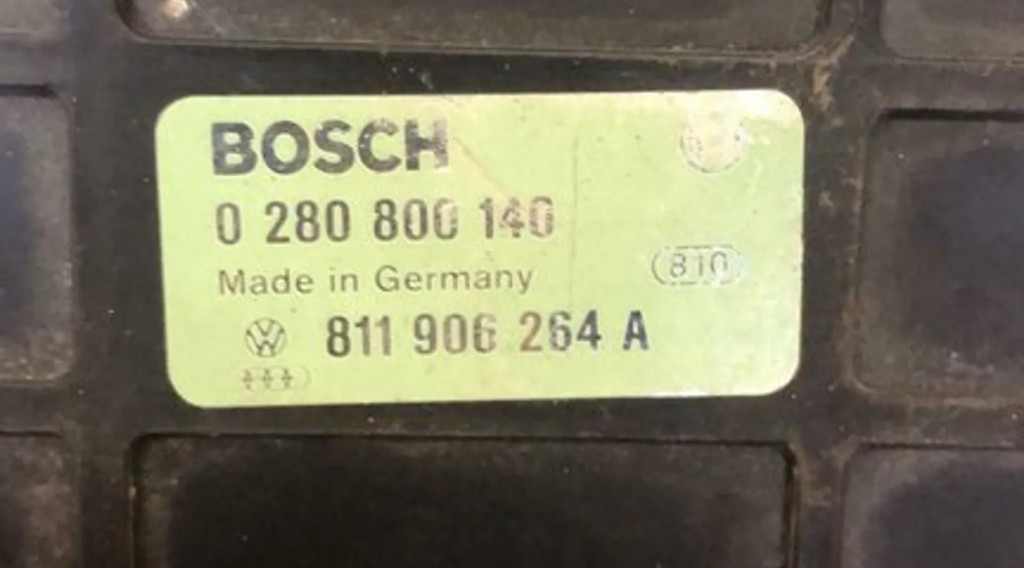 BOSCH
0 280 800 140
Made in Germany
810
811 906 264 A